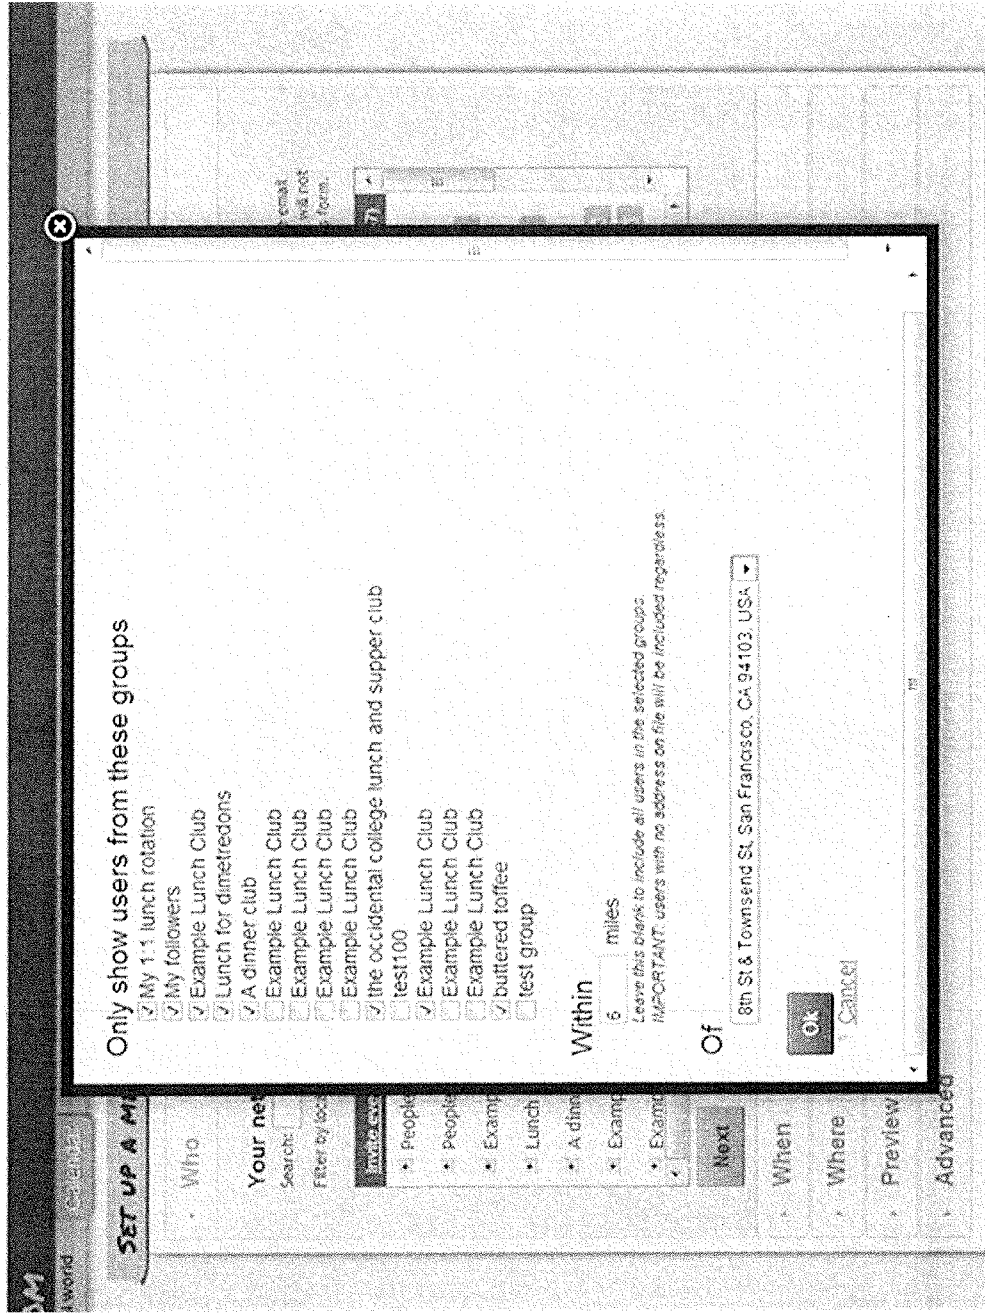 OM
world
SET UP A M
Who
Your net
Search:
Filter by loca
email
will not
form.
People
People
Examp
Lunch
A dinn
Examp
Examp
Next
When
Where
Preview
Advanced
Only show users from these groups
My 1:1 lunch rotation
My followers
Example Lunch Club
Lunch for dimetredons
A dinner club
Example Lunch Club
Example Lunch Club
Example Lunch Club
Example Lunch Club
the occidental college lunch and supper club
test100
Example Lunch Club
Example Lunch Club
Example Lunch Club
buttered toffee
test group
Within
6 miles
Leave this blank to include all users in the selected groups.
IMPORTANT: users with no address on file will be included regardless.
Of
8th St & Townsend St, San Francisco, CA 94103, USA
Ok
Cancel